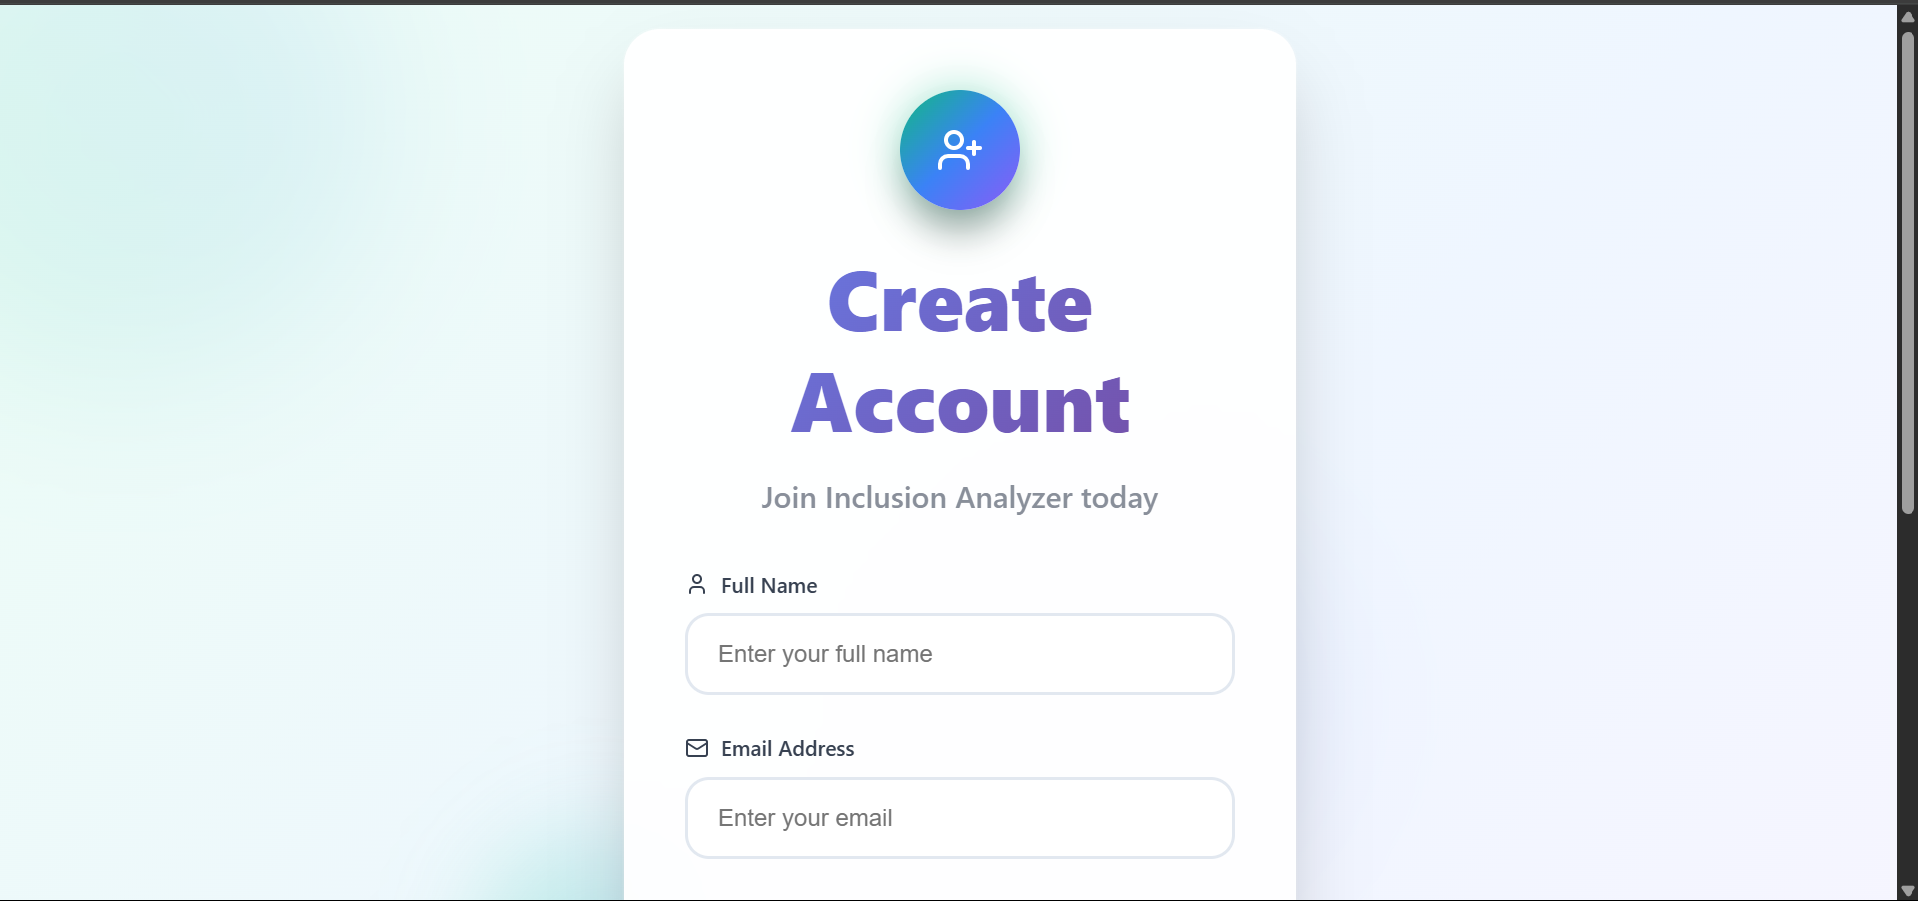 Create
Account
Join Inclusion Analyzer today
Full Name
Enter your full name
Email Address
Enter your email